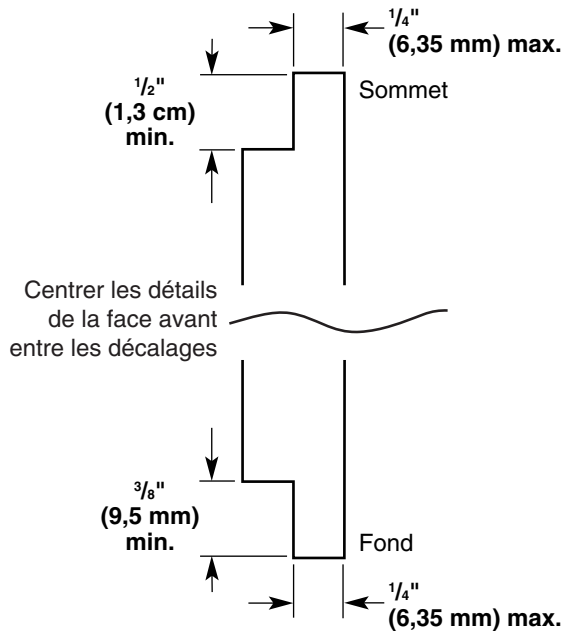 1/4"
(6,35 mm) max.
1/2"
(1,3 cm)
min.
Sommet
Centrer les détails
de la face avant
entre les décalages
3/8"
(9,5 mm)
min.
Fond
1/4"
(6,35 mm) max.